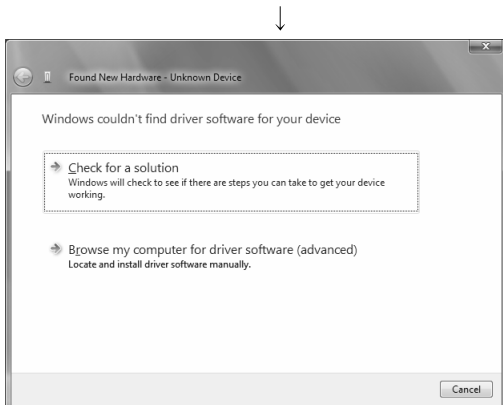 Found New Hardware - Unknown Device
Windows couldn't find driver software for your device
Check for a solution
Windows will check to see if there are steps you can take to get your device
working.
Browse my computer for driver software (advanced)
Locate and install driver software manually.
Cancel